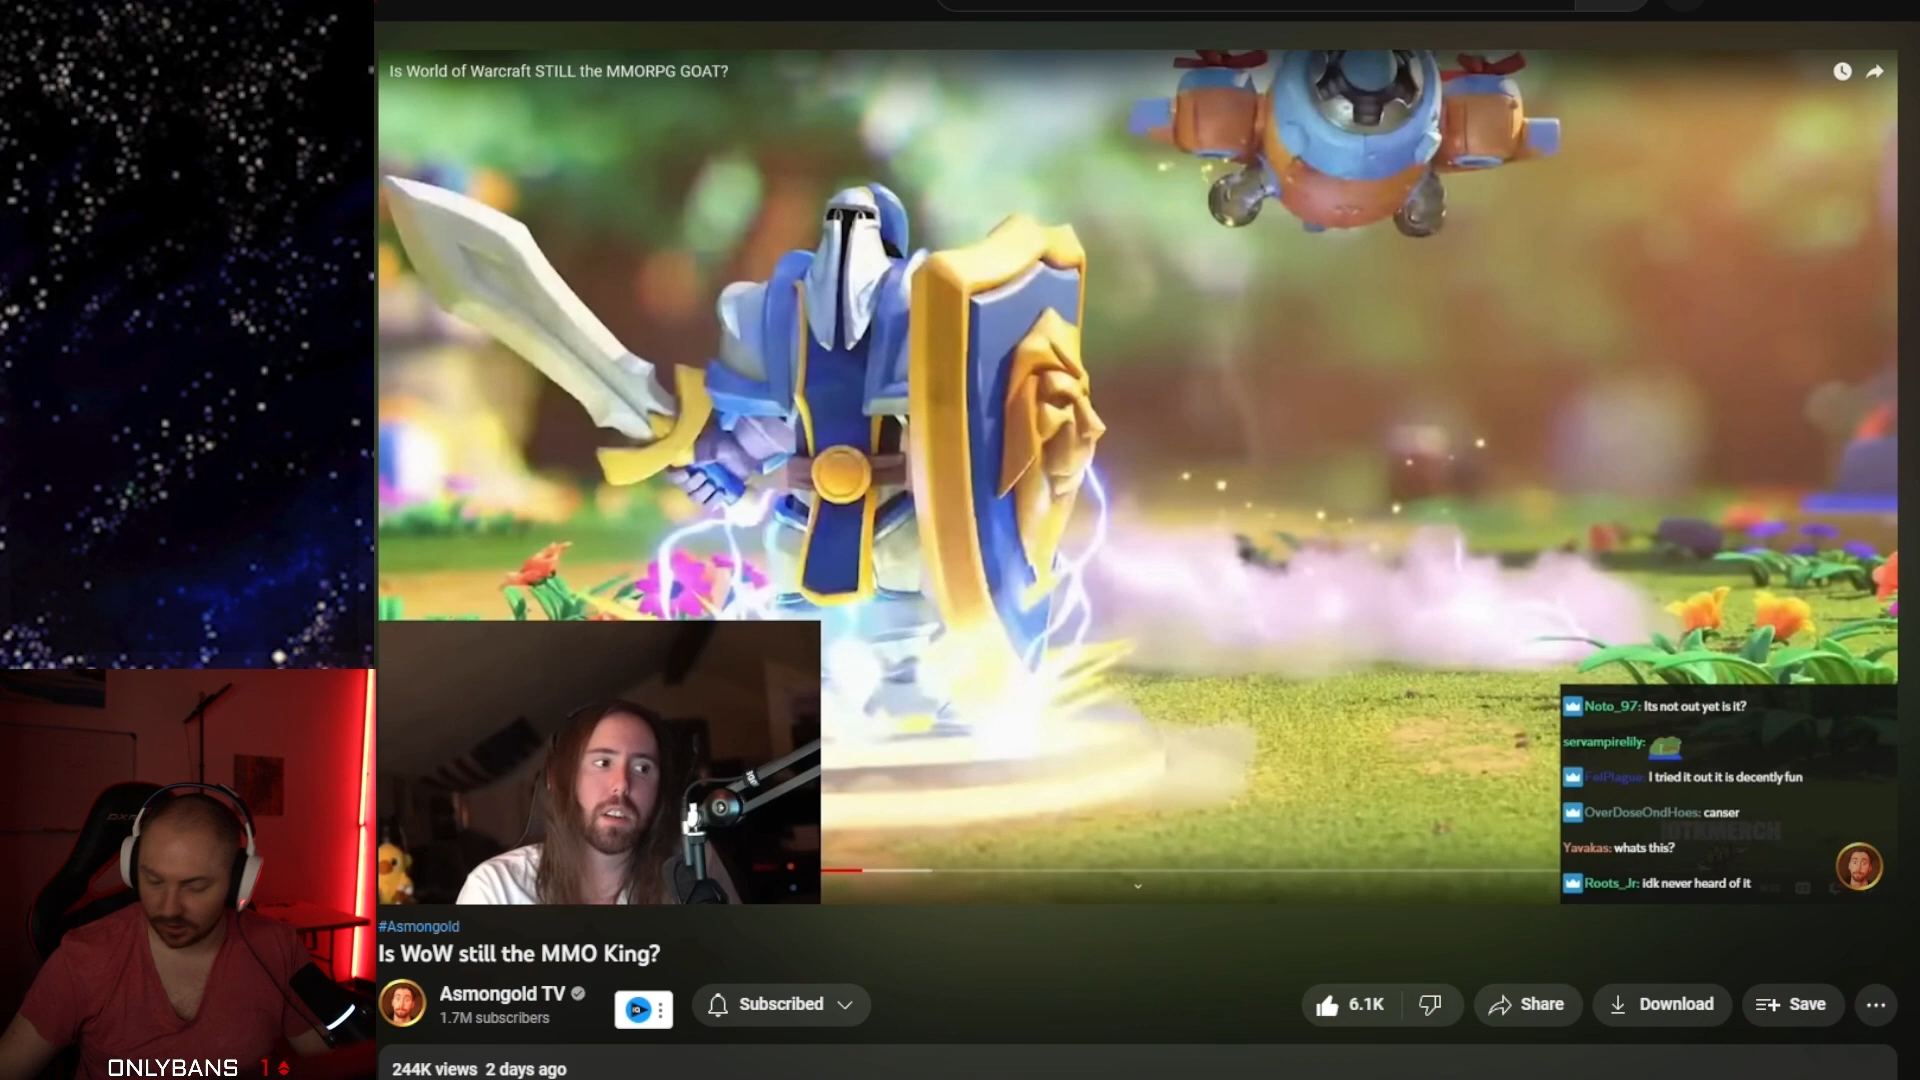 Is World of Warcraft STILL the MMORPG GOAT?
Noto_97: Its not out yet is it?
servampirelily:
FelPlague: I tried it out it is decently fun
OverDoseOndHoes: canser
Yavakas: whats this?
Roots_Jr: idk never heard of it
#Asmongold
Is WoW still the MMO King?
Asmongold TV
1.7M subscribers
Subscribed
6.1K
Share
Download
Save
244K views 2 days ago
ONLYBANS 1